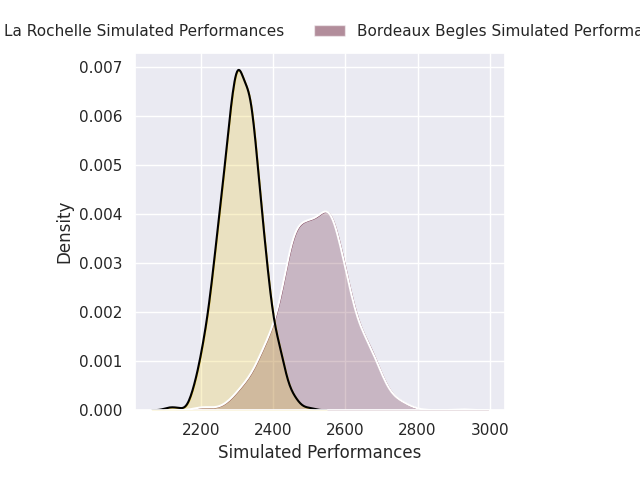 La Rochelle Simulated Performances
Bordeaux Begles Simulated
0.007
0.006
0.005
0.004
0.003
0.002
0.001
0.000
Density
2200 2400 2600 2800 3000
Simulated Performances